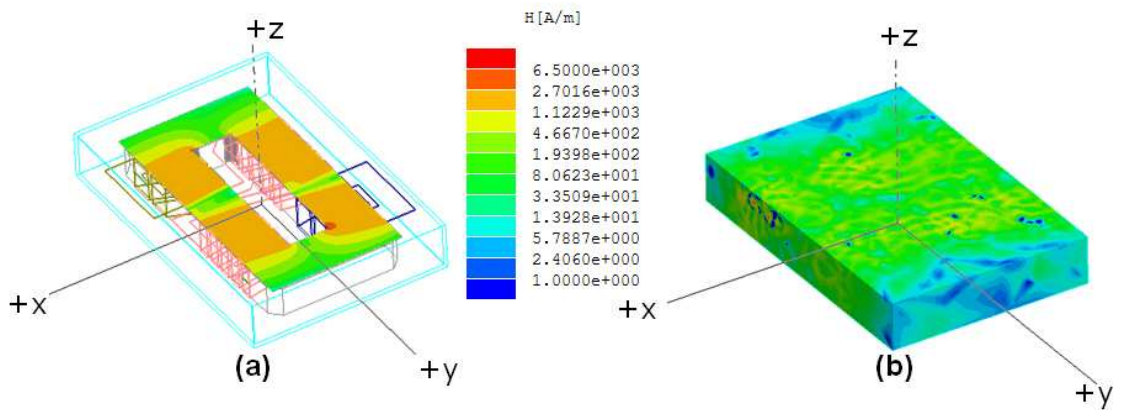 H[A/m]
+z
+z
6.5000e+003
2.7016e+003
1.1229e+003
4.6670e+002
1.9398e+002
8.0623e+001
3.3509e+001
1.3928e+001
5.7887e+000
2.4060e+000
1.0000e+000
+x
+x
(a)
+y
(b)
+y